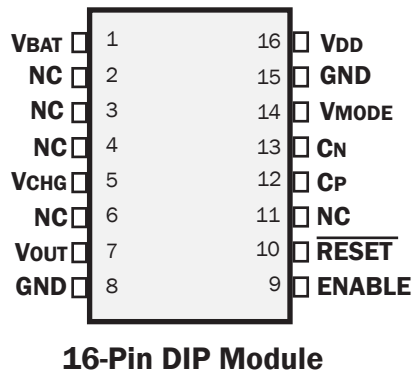 VBAT 1 16 VDD
NC 2 15 GND
NC 3 14 VMODE
NC 4 13 CN
VCHG 5 12 CP
NC 6 11 NC
VOUT 7 10 RESET
GND 8 9 ENABLE
16-Pin DIP Module